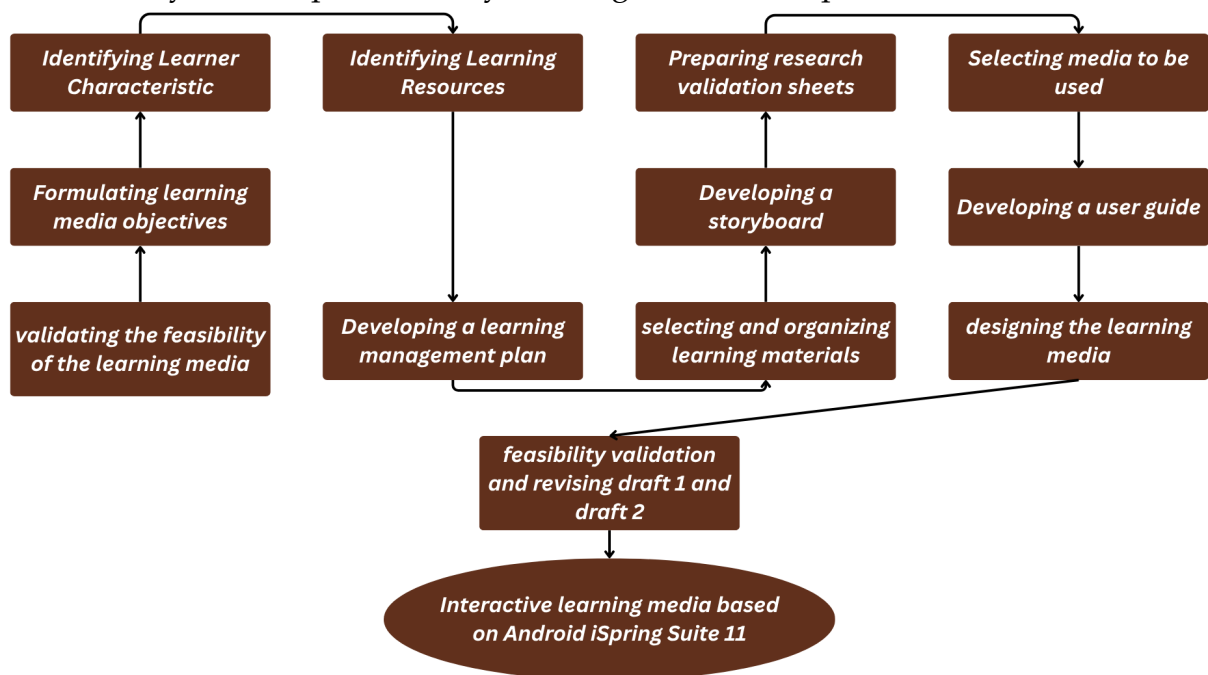 Identifying Learner
Characteristic
Identifying Learning
Resources
Preparing research
validation sheets
Selecting media to be
used
Formulating learning
media objectives
Developing a
storyboard
Developing a user guide
validating the feasibility
of the learning media
Developing a learning
management plan
selecting and organizing
learning materials
designing the learning
media
feasibility validation
and revising draft 1 and
draft 2
Interactive learning media based
on Android iSpring Suite 11